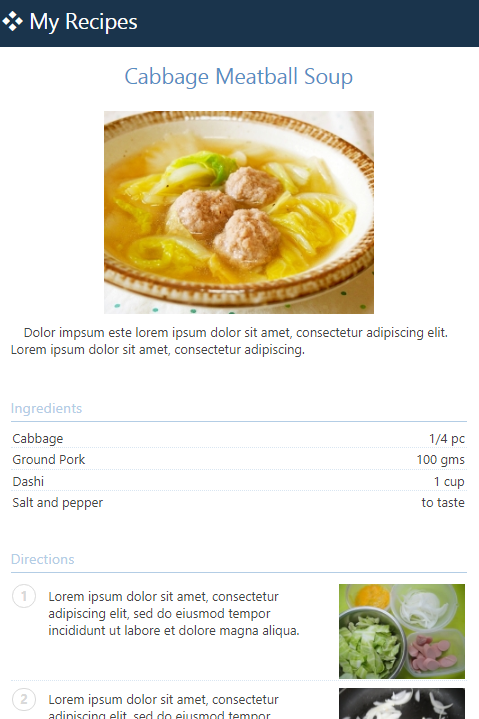 My Recipes
Cabbage Meatball Soup
Dolor impsum este lorem ipsum dolor sit amet, consectetur adipiscing elit.
Lorem ipsum dolor sit amet, consectetur adipiscing.
Ingredients
Cabbage 1/4 pc
Ground Pork 100 gms
Dashi 1 cup
Salt and pepper to taste
Directions
1 Lorem ipsum dolor sit amet, consectetur
adipiscing elit, sed do eiusmod tempor
incididunt ut labore et dolore magna aliqua.
2 Lorem ipsum dolor sit amet, consectetur
adipiscing elit, sed do eiusmod tempor